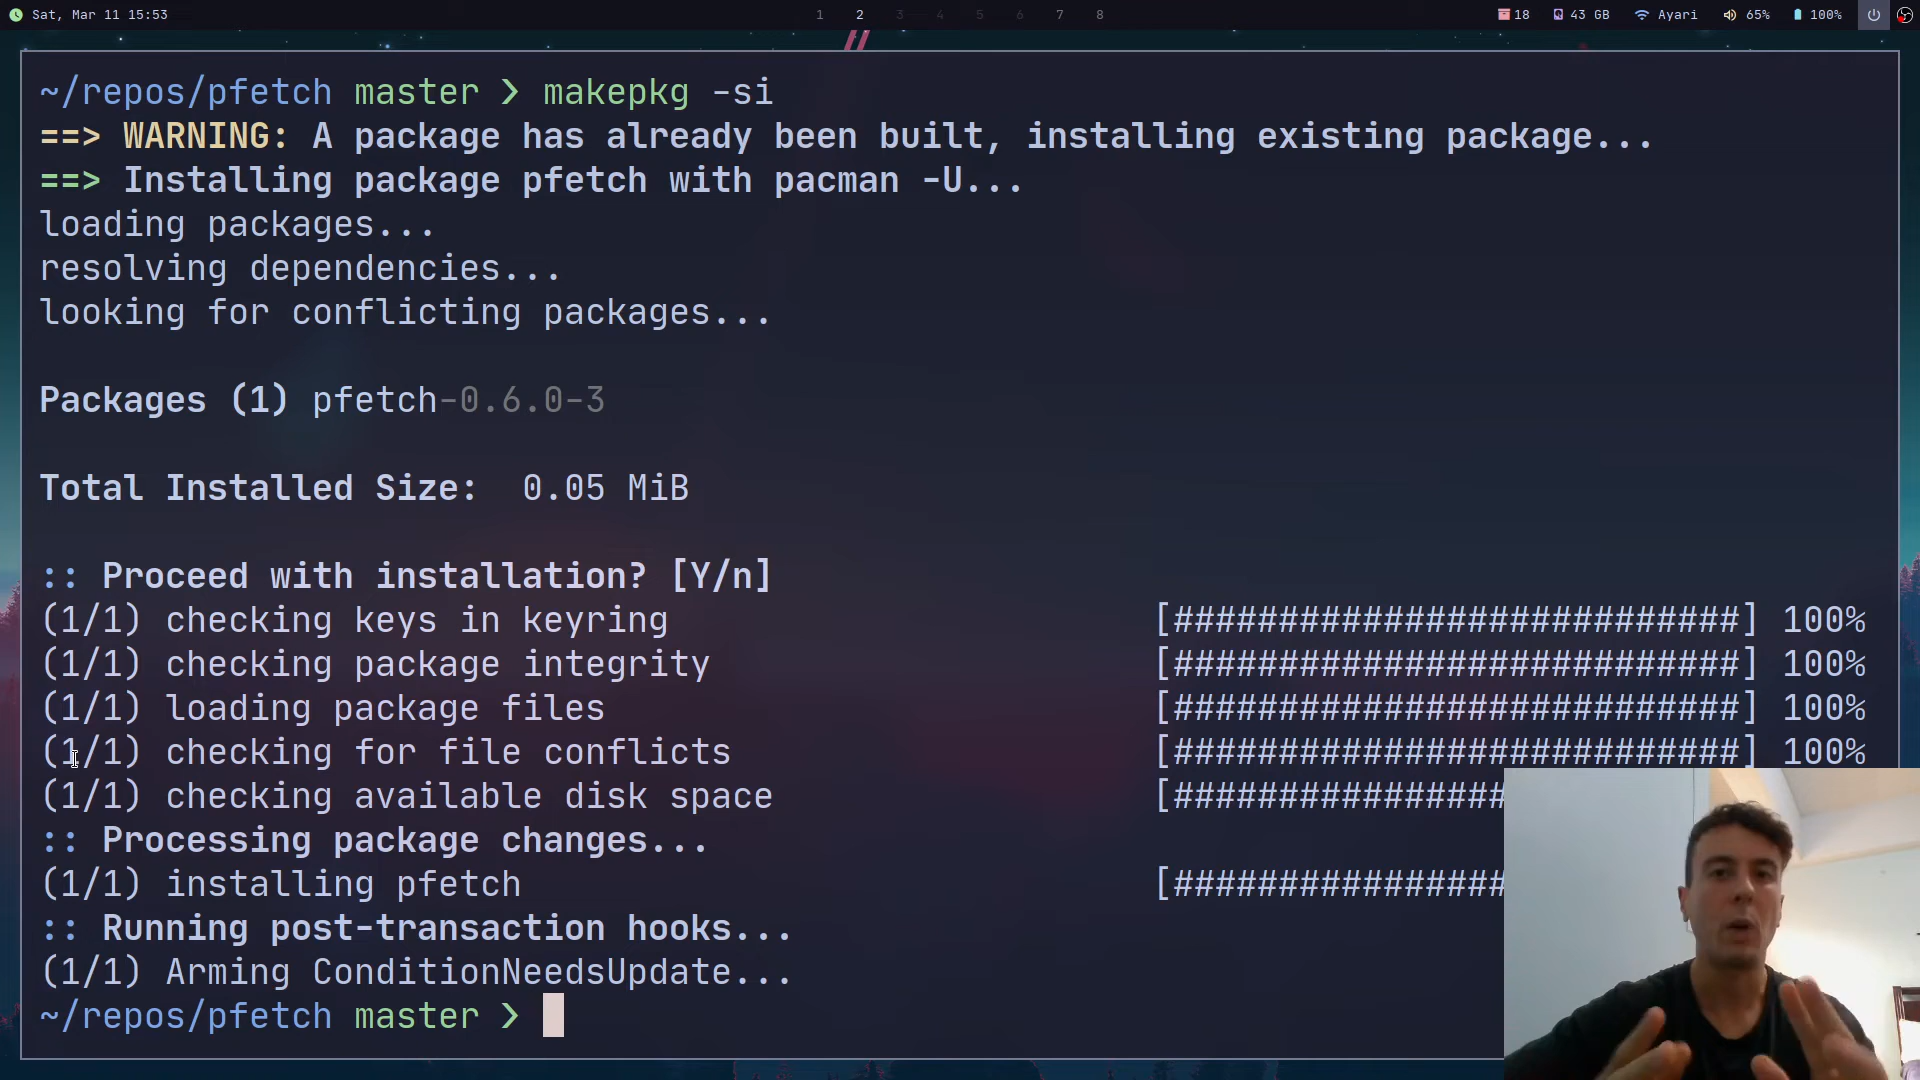 Sat, Mar 11 15:53
1 2 3 4 5 6 7 8
18 43 GB Ayari 65% 100%
~/repos/pfetch master ❯ makepkg -si
==> WARNING: A package has already been built, installing existing package...
==> Installing package pfetch with pacman -U...
loading packages...
resolving dependencies...
looking for conflicting packages...
Packages (1) pfetch-0.6.0-3
Total Installed Size:  0.05 MiB
:: Proceed with installation? [Y/n]
(1/1) checking keys in keyring [###########################] 100%
(1/1) checking package integrity [###########################] 100%
(1/1) loading package files [###########################] 100%
(1/1) checking for file conflicts [###########################] 100%
(1/1) checking available disk space [################
:: Processing package changes...
(1/1) installing pfetch [################
:: Running post-transaction hooks...
(1/1) Arming ConditionNeedsUpdate...
~/repos/pfetch master ❯